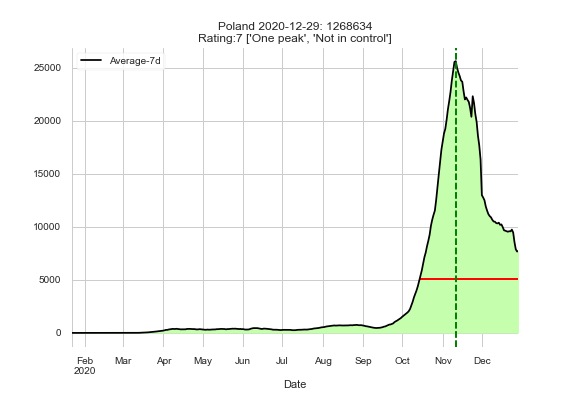 Poland 2020-12-29: 1268634
Rating:7 ['One peak', 'Not in control']
Average-7d
25000
20000
15000
10000
5000
0
Feb Mar Apr May Jun Jul Aug Sep Oct Nov Dec
2020
Date